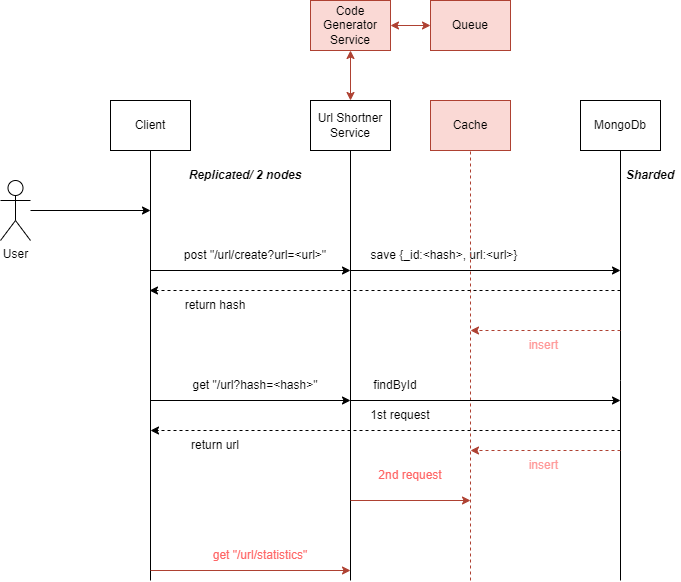 Code
Generator
Service
Queue
Client
Url Shortner
Service
Cache
MongoDb
Replicated/ 2 nodes
Sharded
User
post "/url/create?url=<url>"
save {_id:<hash>, url:<url>}
return hash
insert
get "/url?hash=<hash>"
findById
1st request
return url
insert
2nd request
get "/url/statistics"